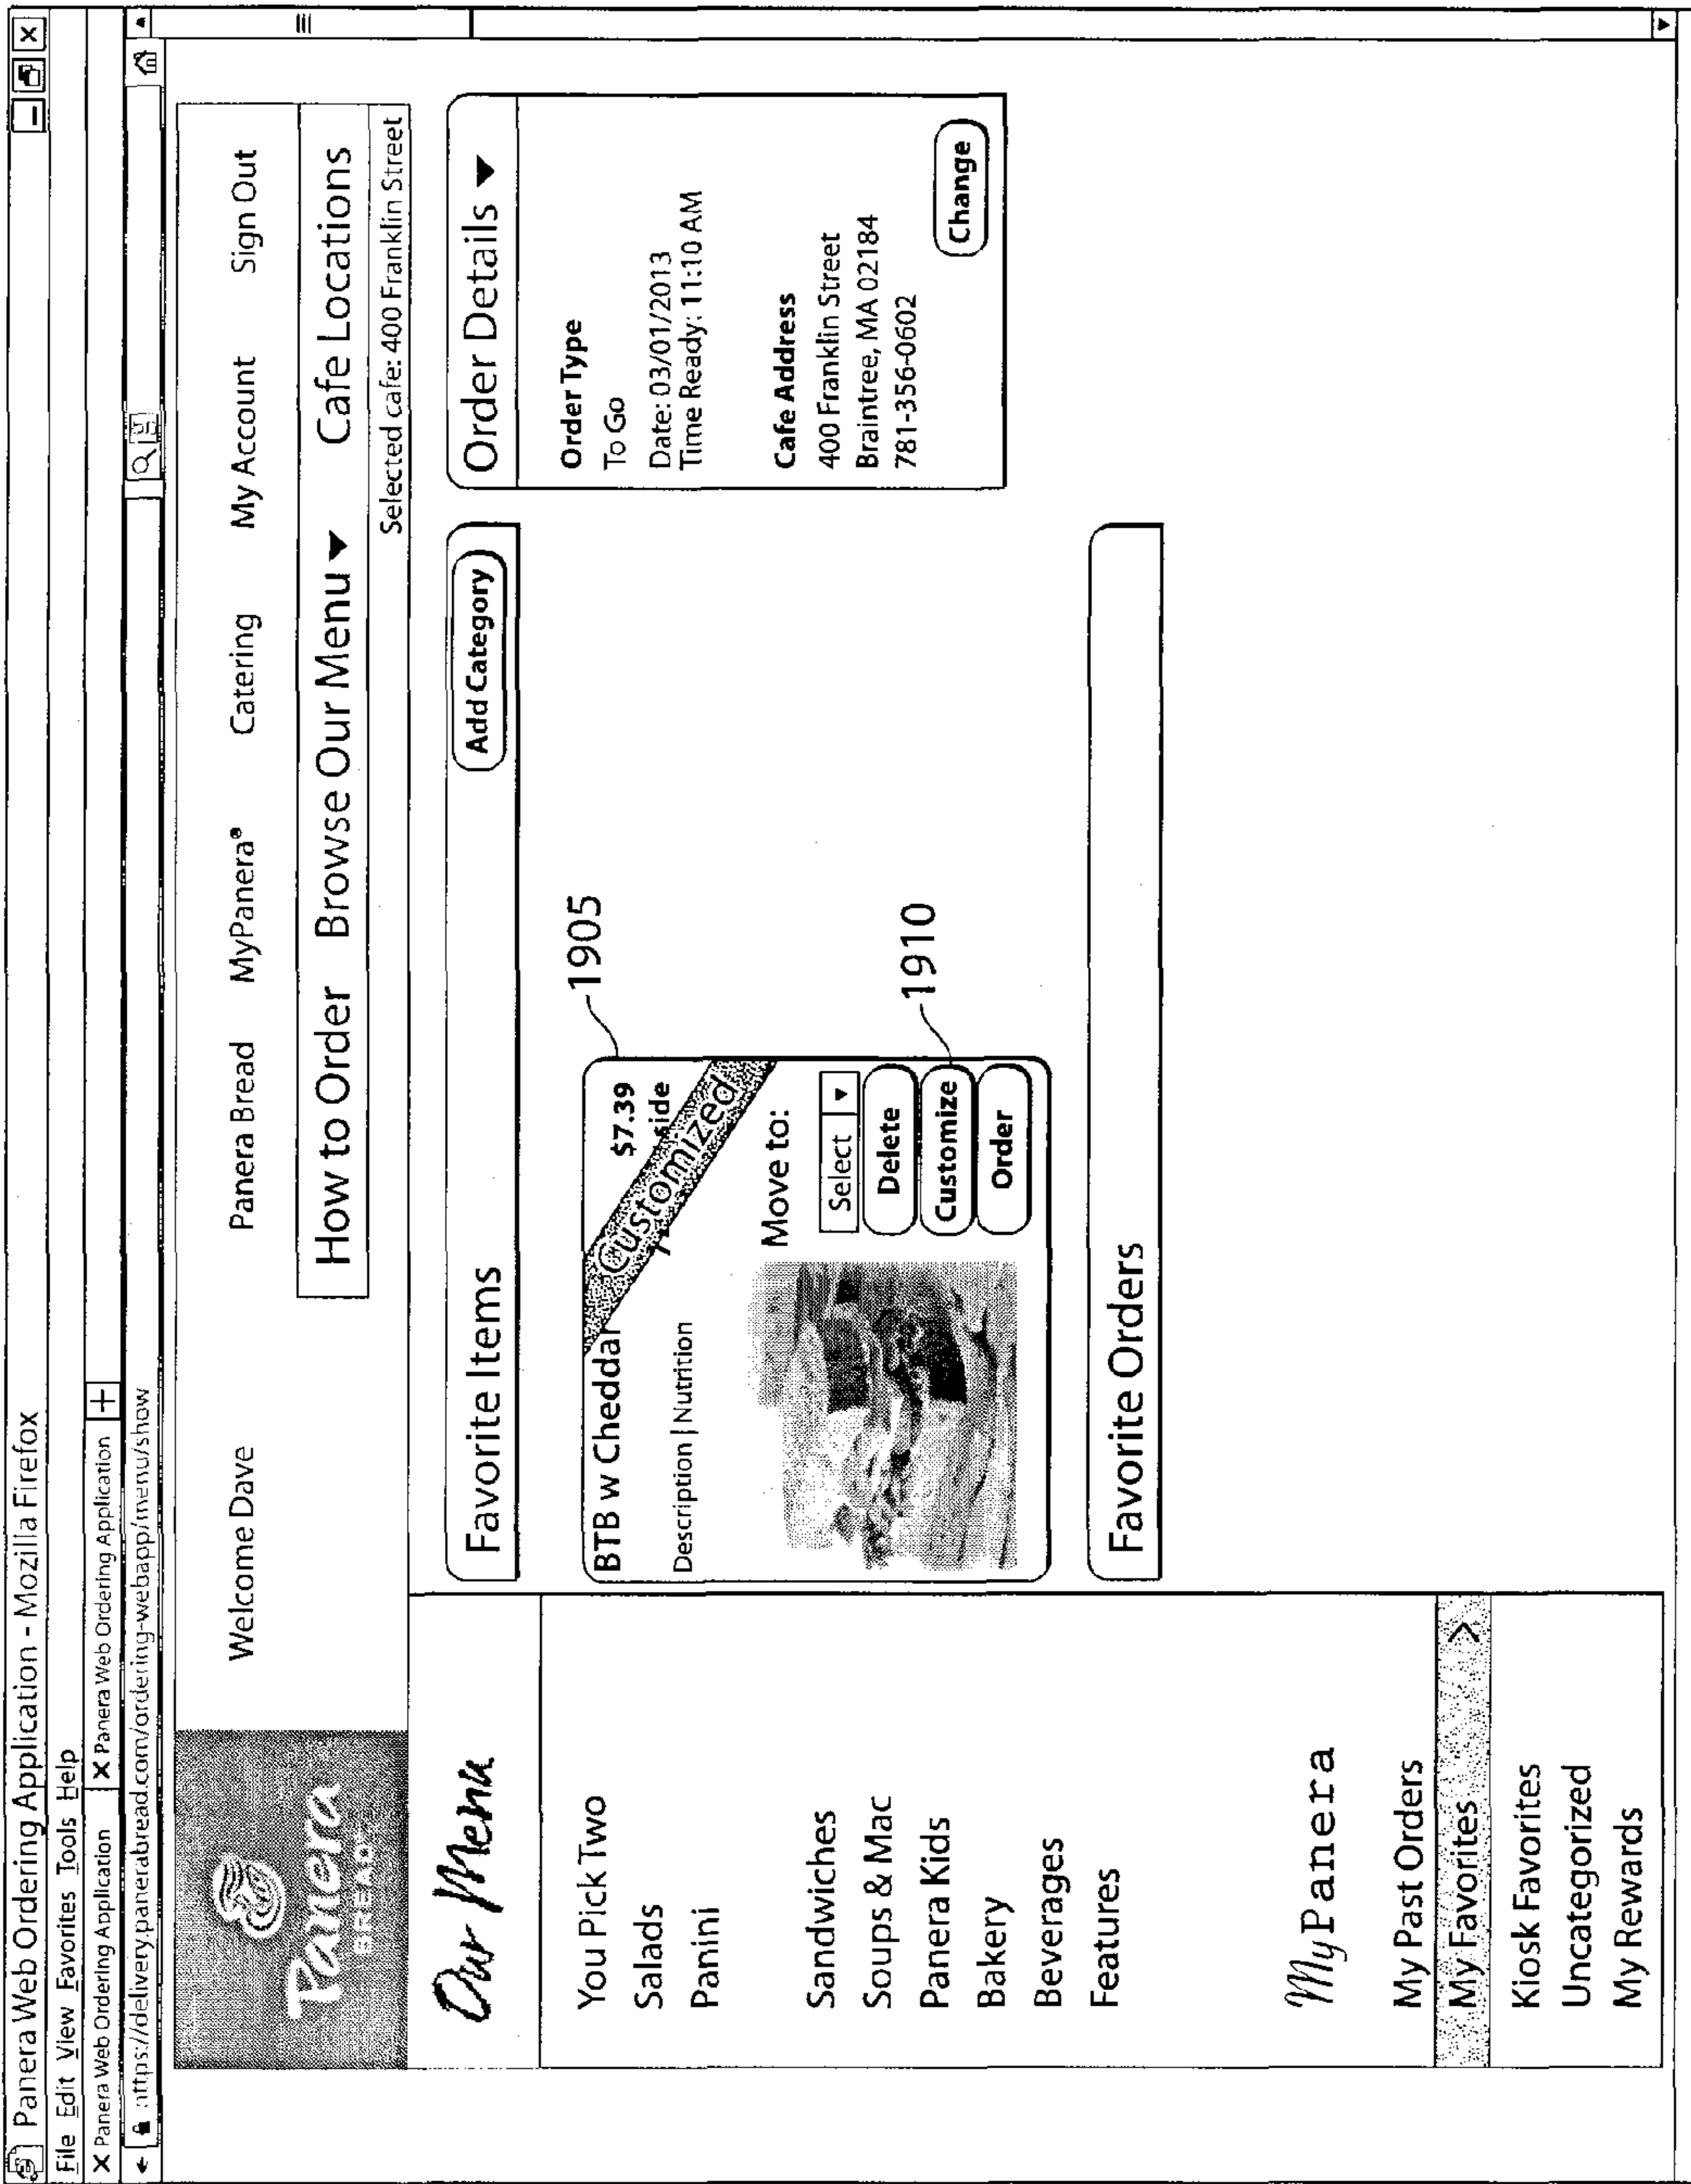 Panera Web Ordering Application - Mozilla Firefox
File Edit View Favorites Tools Help
X Panera Web Ordering Application X Panera Web Ordering Application +
https://delivery.panerabread.com/ordering-webapp/menu/show
Panera
BREAD
Welcome Dave Panera Bread MyPanera® Catering My Account Sign Out
How to Order Browse Our Menu Cafe Locations
Selected cafe: 400 Franklin Street
Our Menu
You Pick Two
Salads
Panini
Sandwiches
Soups & Mac
Panera Kids
Bakery
Beverages
Features
MyPanera
My Past Orders
My Favorites >
Kiosk Favorites
Uncategorized
My Rewards
Favorite Items Add Category
1905
BTB w Cheddar $7.39
side
Customized
Description | Nutrition
Move to:
Select
Delete
Customize
1910
Order
Favorite Orders
Order Details
Order Type
To Go
Date: 03/01/2013
Time Ready: 11:10 AM
Cafe Address
400 Franklin Street
Braintree, MA 02184
781-356-0602
Change